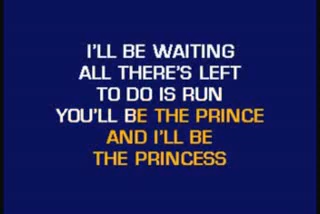 I'LL BE WAITING
ALL THERE'S LEFT
TO DO IS RUN
YOU'LL BE THE PRINCE
AND I'LL BE
THE PRINCESS